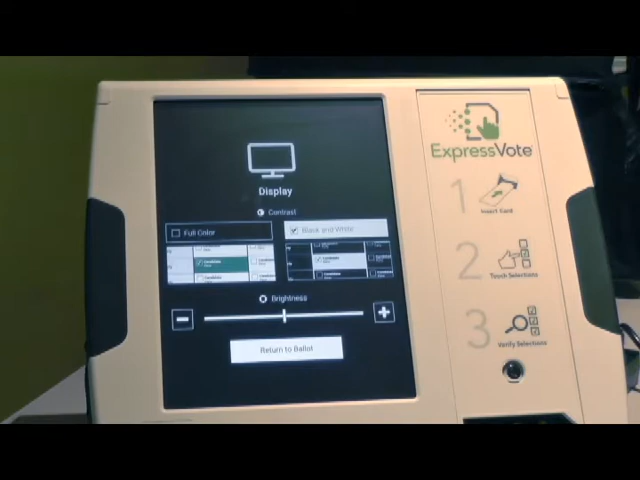 Display
Contrast
Full Color
Black and White
Brightness
Return to Ballot
ExpressVote
1
Insert Card
2
Touch Selections
3
Verify Selections